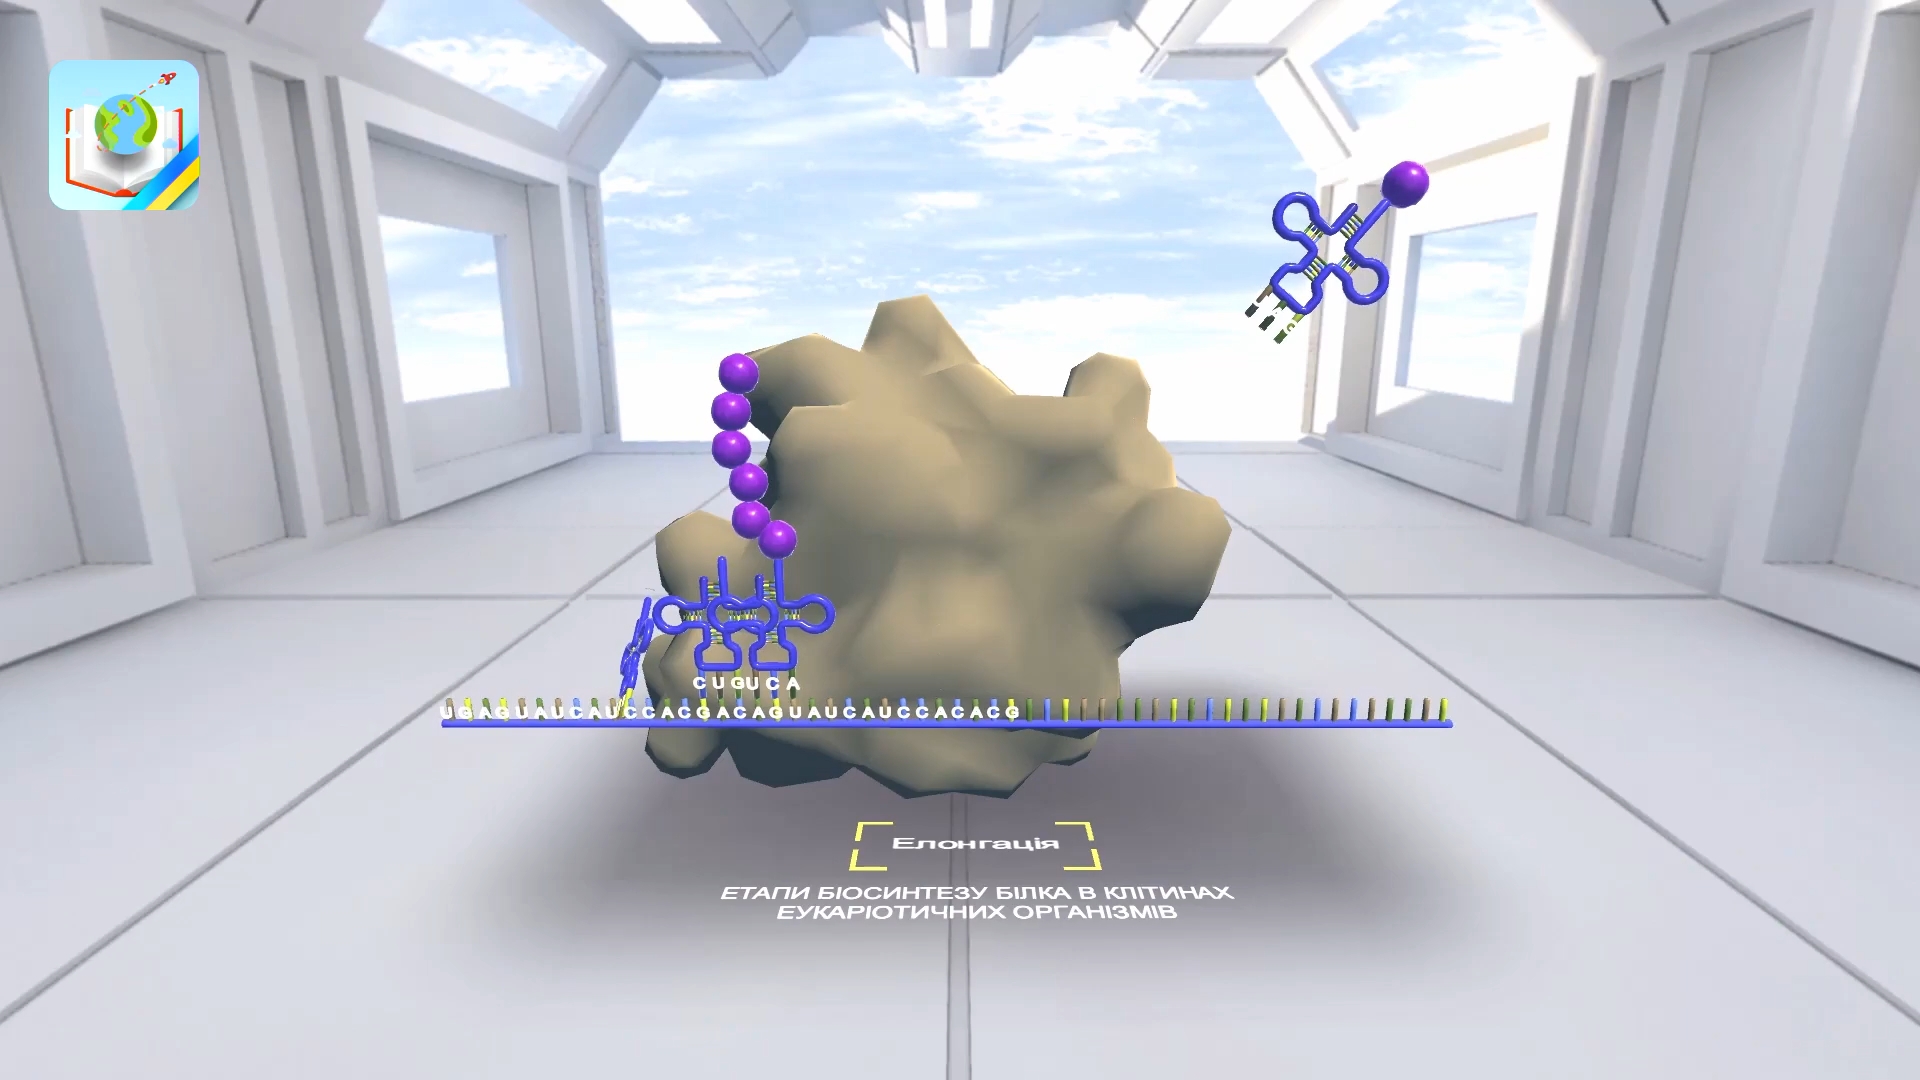 CUGUCA
UGAGUAUCAUCCACGACAGUAUCAUCCACACG
Елонгація
ЕТАПИ БІОСИНТЕЗУ БІЛКА В КЛІТИНАХ
ЕУКАРІОТИЧНИХ ОРГАНІЗМІВ